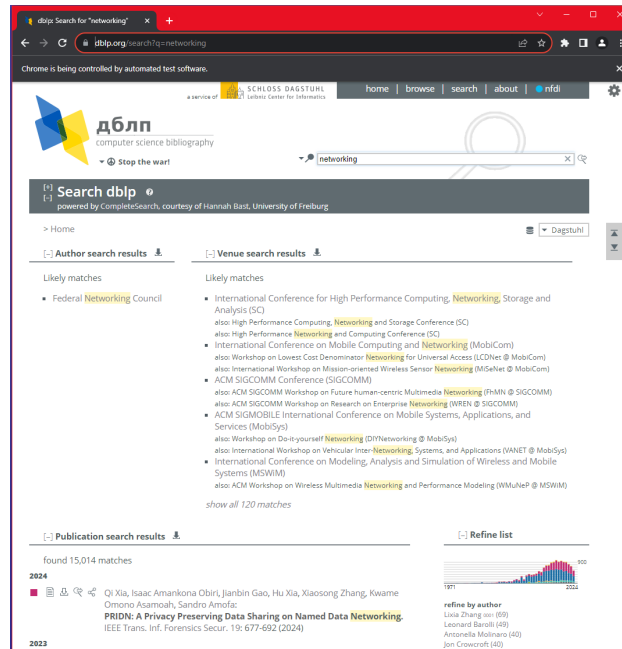 dblp: Search for "networking"
dblp.org/search?q=networking
Chrome is being controlled by automated test software.
a service of SCHLOSS DAGSTUHL
Leibniz Center for Informatics
home | browse | search | about | nfdi
дблп
computer science bibliography
Stop the war!
networking
[+]
[-] Search dblp
powered by CompleteSearch, courtesy of Hannah Bast, University of Freiburg
> Home
Dagstuhl
[-] Author search results
Likely matches
Federal Networking Council
[-] Venue search results
Likely matches
International Conference for High Performance Computing, Networking, Storage and
Analysis (SC)
also: High Performance Computing, Networking and Storage Conference (SC)
also: High Performance Networking and Computing Conference (SC)
International Conference on Mobile Computing and Networking (MobiCom)
also: Workshop on Lowest Cost Denominator Networking for Universal Access (LCDNet @ MobiCom)
also: International Workshop on Mission-oriented Wireless Sensor Networking (MiSeNet @ MobiCom)
ACM SIGCOMM Conference (SIGCOMM)
also: ACM SIGCOMM Workshop on Future human-centric Multimedia Networking (FhMN @ SIGCOMM)
also: ACM SIGCOMM Workshop on Research on Enterprise Networking (WREN @ SIGCOMM)
ACM SIGMOBILE International Conference on Mobile Systems, Applications, and
Services (MobiSys)
also: Workshop on Do-it-yourself Networking (DIYNetworking @ MobiSys)
also: International Workshop on Vehicular Inter-Networking, Systems, and Applications (VANET @ MobiSys)
International Conference on Modeling, Analysis and Simulation of Wireless and Mobile
Systems (MSWiM)
also: ACM Workshop on Wireless Multimedia Networking and Performance Modeling (WMuNeP @ MSWiM)
show all 120 matches
[-] Publication search results
found 15,014 matches
2024
Qi Xia, Isaac Amankona Obiri, Jianbin Gao, Hu Xia, Xiaosong Zhang, Kwame
Omono Asamoah, Sandro Amofa:
PRIDN: A Privacy Preserving Data Sharing on Named Data Networking.
IEEE Trans. Inf. Forensics Secur. 19: 677-692 (2024)
2023
[-] Refine list
900
1971 2024
refine by author
Lixia Zhang 0001 (69)
Leonard Barolli (49)
Antonella Molinaro (40)
Jon Crowcroft (40)